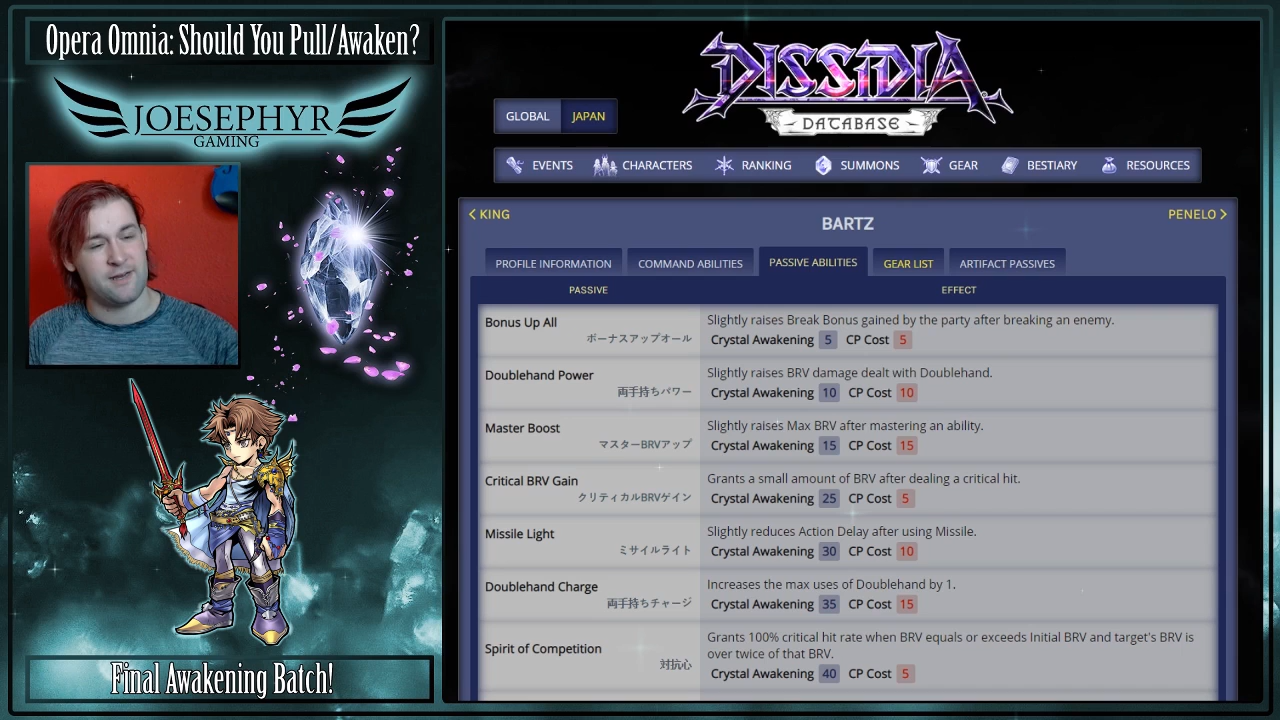 Opera Omnia: Should You Pull/Awaken?
JOESEPHYR
GAMING
Final Awakening Batch!
DISSIDIA
DATABASE
GLOBAL JAPAN
EVENTS CHARACTERS RANKING SUMMONS GEAR BESTIARY RESOURCES
< KING BARTZ PENELO >
PROFILE INFORMATION COMMAND ABILITIES PASSIVE ABILITIES GEAR LIST ARTIFACT PASSIVES
PASSIVE EFFECT
Bonus Up All
ボーナスアップオール
Slightly raises Break Bonus gained by the party after breaking an enemy.
Crystal Awakening 5 CP Cost 5
Doublehand Power
両手持ちパワー
Slightly raises BRV damage dealt with Doublehand.
Crystal Awakening 10 CP Cost 10
Master Boost
マスターBRVアップ
Slightly raises Max BRV after mastering an ability.
Crystal Awakening 15 CP Cost 15
Critical BRV Gain
クリティカルBRVゲイン
Grants a small amount of BRV after dealing a critical hit.
Crystal Awakening 25 CP Cost 5
Missile Light
ミサイルライト
Slightly reduces Action Delay after using Missile.
Crystal Awakening 30 CP Cost 10
Doublehand Charge
両手持ちチャージ
Increases the max uses of Doublehand by 1.
Crystal Awakening 35 CP Cost 15
Spirit of Competition
対抗心
Grants 100% critical hit rate when BRV equals or exceeds Initial BRV and target's BRV is
over twice of that BRV.
Crystal Awakening 40 CP Cost 5